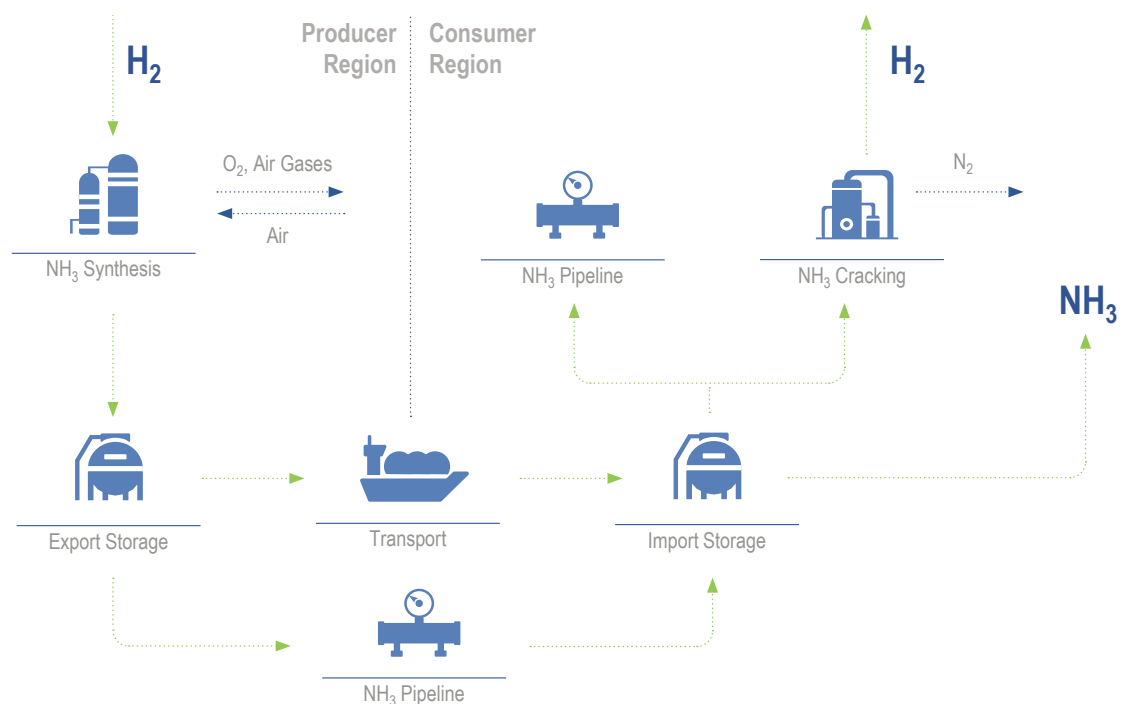 Producer
Region
Consumer
Region
H₂
H₂
O₂, Air Gases
Air
N₂
NH₃ Synthesis
NH₃ Pipeline
NH₃ Cracking
NH₃
Export Storage
Transport
Import Storage
NH₃ Pipeline